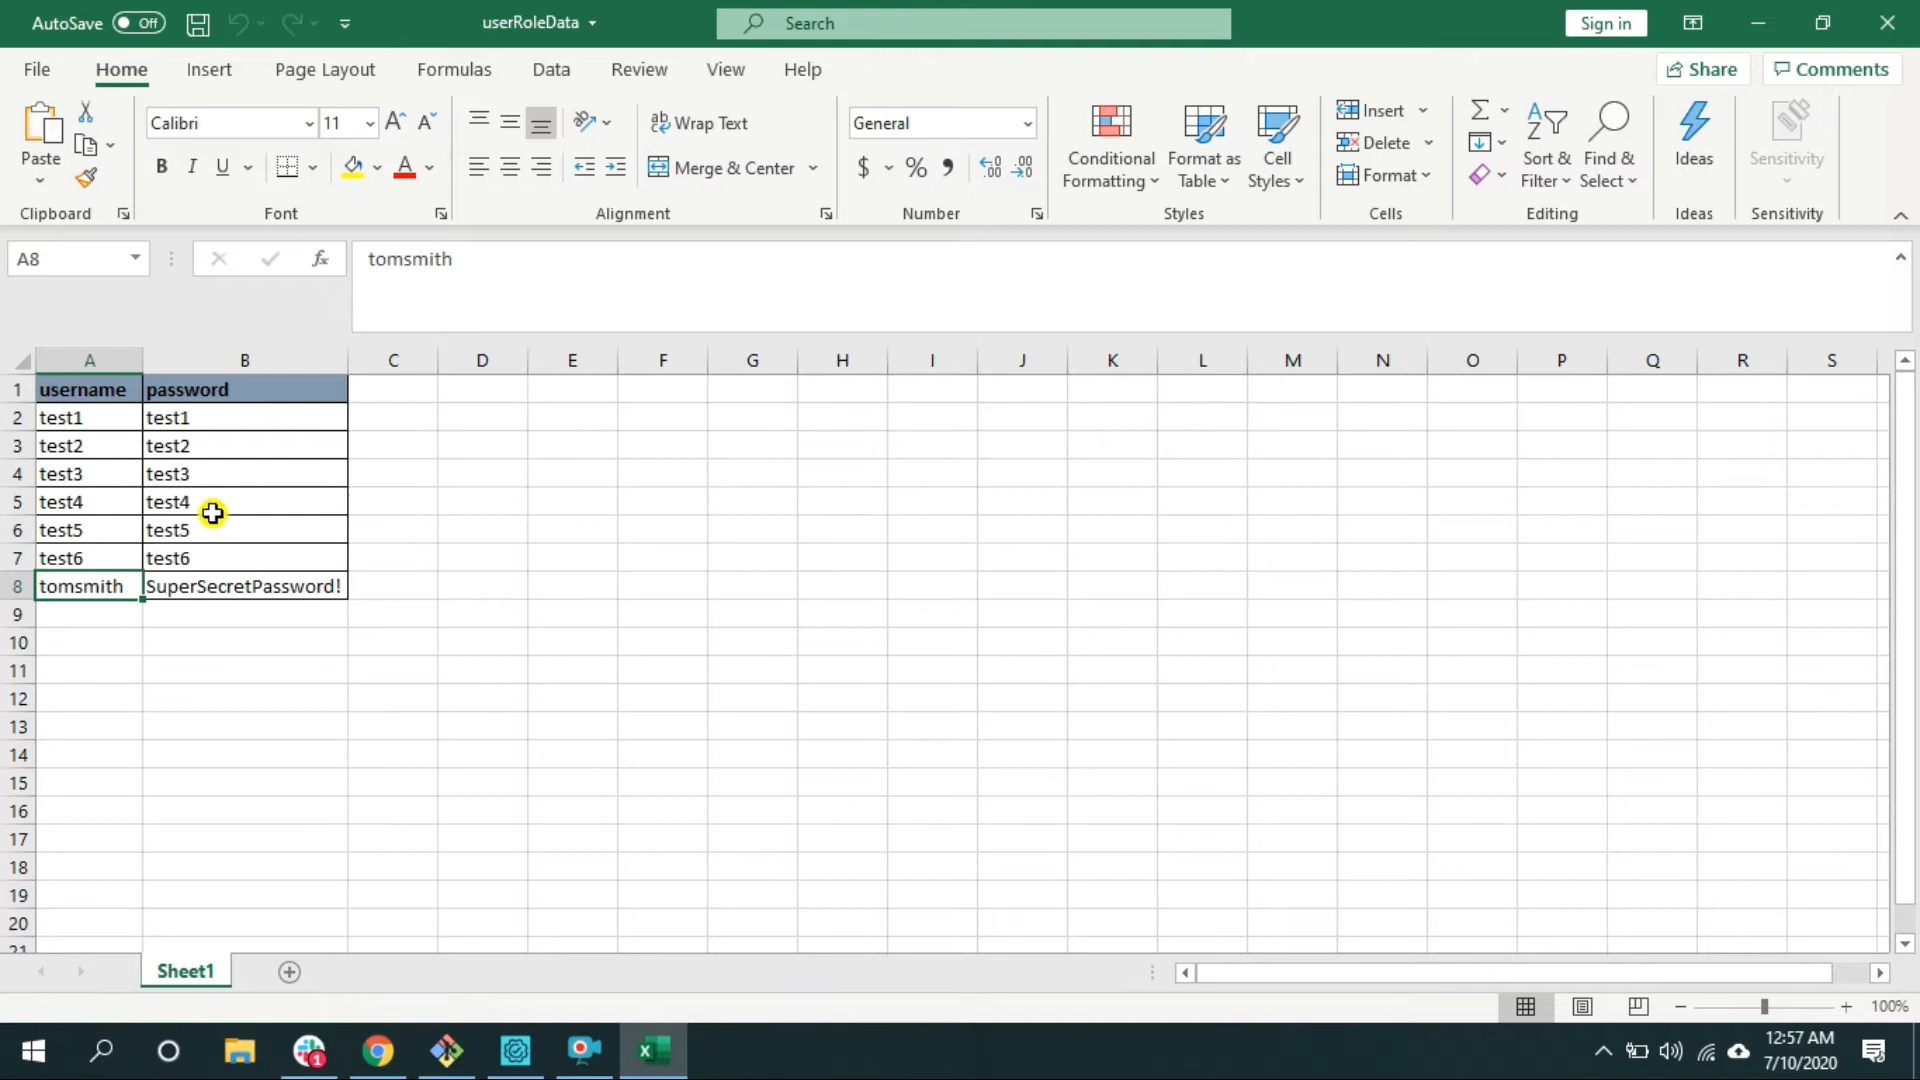 AutoSave Off userRoleData Search Sign in
File Home Insert Page Layout Formulas Data Review View Help Share Comments
Paste
Clipboard
Calibri 11
B I U A
Font
ab Wrap Text
Merge & Center
Alignment
General
$ % ,
Number
Conditional Formatting
Format as Table
Cell Styles
Styles
Insert
Delete
Format
Cells
Sort & Filter
Find & Select
Editing
Ideas
Ideas
Sensitivity
Sensitivity
A8 fx tomsmith
A B C D E F G H I J K L M N O P Q R S
1 username password
2 test1 test1
3 test2 test2
4 test3 test3
5 test4 test4
6 test5 test5
7 test6 test6
8 tomsmith SuperSecretPassword!
9
10
11
12
13
14
15
16
17
18
19
20
21
Sheet1
100%
1
12:57 AM
7/10/2020